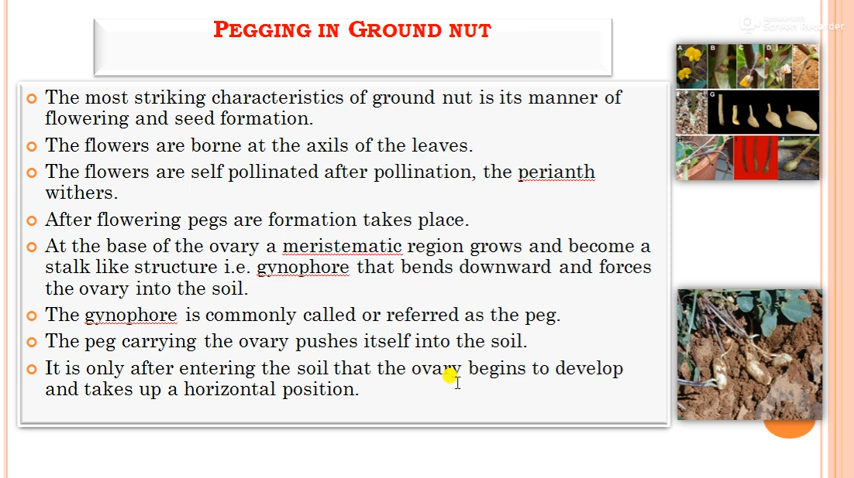 PEGGING IN GROUND NUT
The most striking characteristics of ground nut is its manner of
flowering and seed formation.
The flowers are borne at the axils of the leaves.
The flowers are self pollinated after pollination, the perianth
withers.
After flowering pegs are formation takes place.
At the base of the ovary a meristematic region grows and become a
stalk like structure i.e. gynophore that bends downward and forces
the ovary into the soil.
The gynophore is commonly called or referred as the peg.
The peg carrying the ovary pushes itself into the soil.
It is only after entering the soil that the ovary begins to develop
and takes up a horizontal position.
Screen Recorder
A B C D E
G